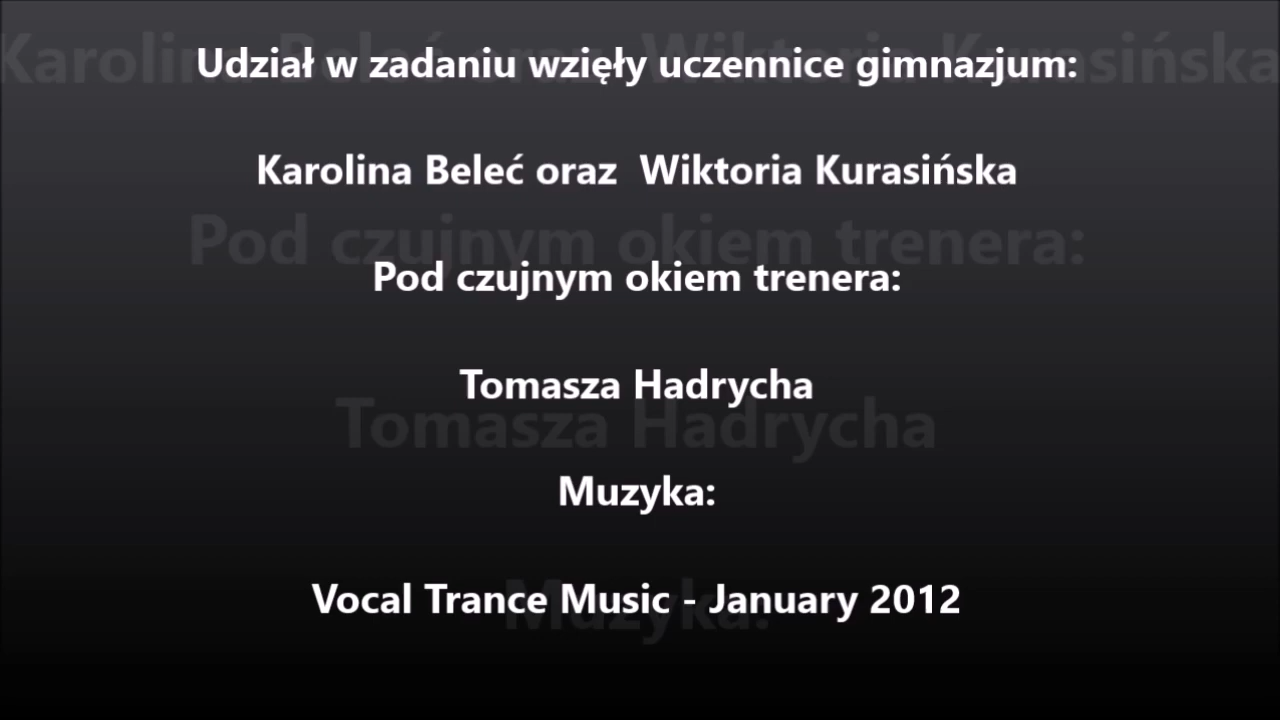 Udział w zadaniu wzięły uczennice gimnazjum:
Karolina Beleć oraz  Wiktoria Kurasińska
Pod czujnym okiem trenera:
Tomasza Hadrycha
Muzyka:
Vocal Trance Music - January 2012